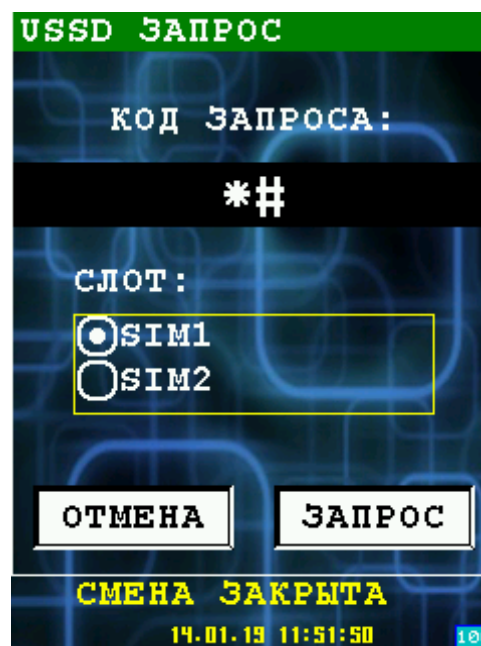 USSD ЗАПРОС
КОД ЗАПРОСА:
*#
СЛОТ:
SIM1
SIM2
ОТМЕНА ЗАПРОС
СМЕНА ЗАКРЫТА
14.01.19 11:51:50 10